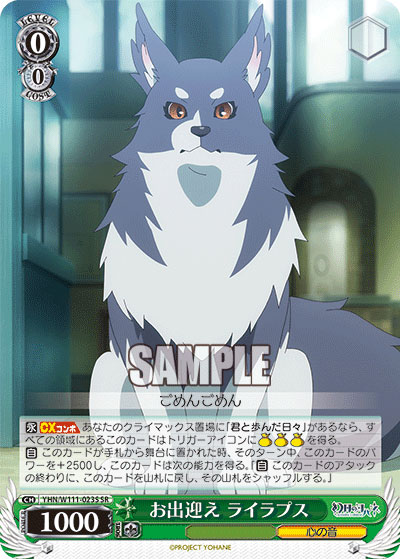 LEVEL
0
0
COST
SAMPLE
ごめんごめん
永 CXコンボ あなたのクライマックス置場に「君と歩んだ日々」があるなら、す
べての領域にあるこのカードはトリガーアイコンに を得る。
自 このカードが手札から舞台に置かれた時、そのターン中、このカードのパワ
ーを+2500し、このカードは次の能力を得る。『自 このカードのアタック
の終わりに、このカードを山札に戻し、その山札をシャッフルする。』
CH YHN/W111-023SSR
1000
お出迎え ライラプス
心の音
©PROJECT YOHANE